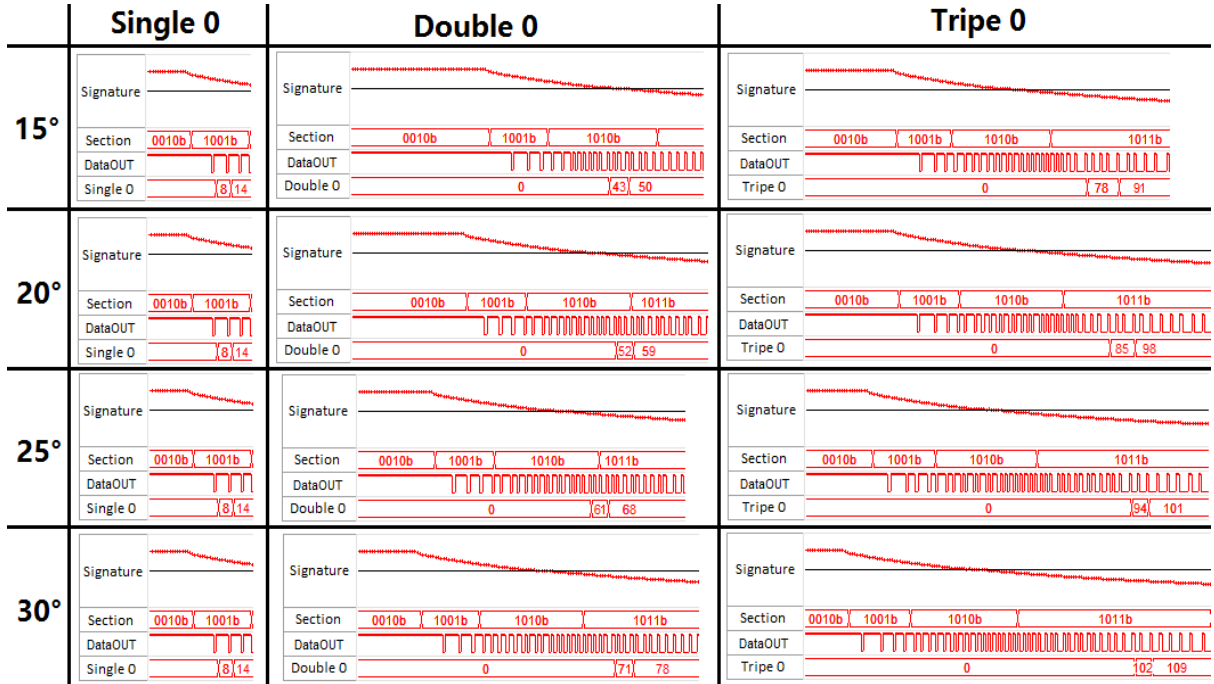 Single 0 Double 0 Tripe 0
15°
Signature Signature Signature
Section 0010b 1001b Section 0010b 1001b 1010b Section 0010b 1001b 1010b 1011b
DataOUT DataOUT DataOUT
Single 0 8 14 Double 0 0 43 50 Tripe 0 0 78 91
20°
Signature Signature Signature
Section 0010b 1001b Section 0010b 1001b 1010b 1011b Section 0010b 1001b 1010b 1011b
DataOUT DataOUT DataOUT
Single 0 8 14 Double 0 0 52 59 Tripe 0 0 85 98
25°
Signature Signature Signature
Section 0010b 1001b Section 0010b 1001b 1010b 1011b Section 0010b 1001b 1010b 1011b
DataOUT DataOUT DataOUT
Single 0 8 14 Double 0 0 61 68 Tripe 0 0 94 101
30°
Signature Signature Signature
Section 0010b 1001b Section 0010b 1001b 1010b 1011b Section 0010b 1001b 1010b 1011b
DataOUT DataOUT DataOUT
Single 0 8 14 Double 0 0 71 78 Tripe 0 0 102 109